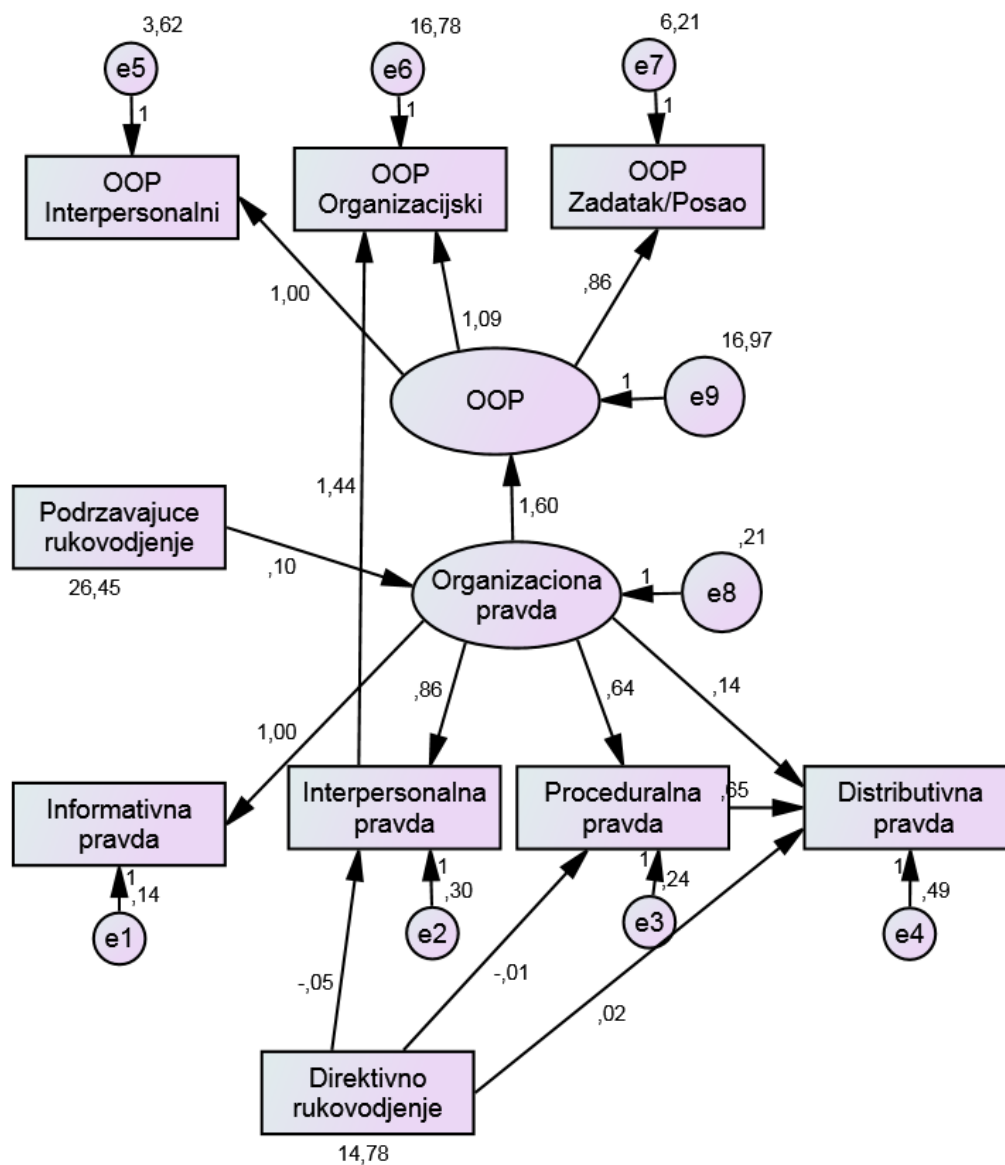 3,62
16,78
6,21
e5
e6
e7
1
1
1
OOP
Interpersonalni
OOP
Organizacijski
OOP
Zadatak/Posao
1,00
1,09
,86
16,97
OOP
1
e9
1,44
1,60
Podrzavajuce
rukovodjenje
26,45
,10
,21
Organizaciona
pravda
1
e8
1,00
,86
,64
,14
Informativna
pravda
Interpersonalna
pravda
Proceduralna
pravda
,65
Distributivna
pravda
1
,14
1
,30
1
,24
1
,49
e1
e2
e3
e4
-,05
-,01
,02
Direktivno
rukovodjenje
14,78